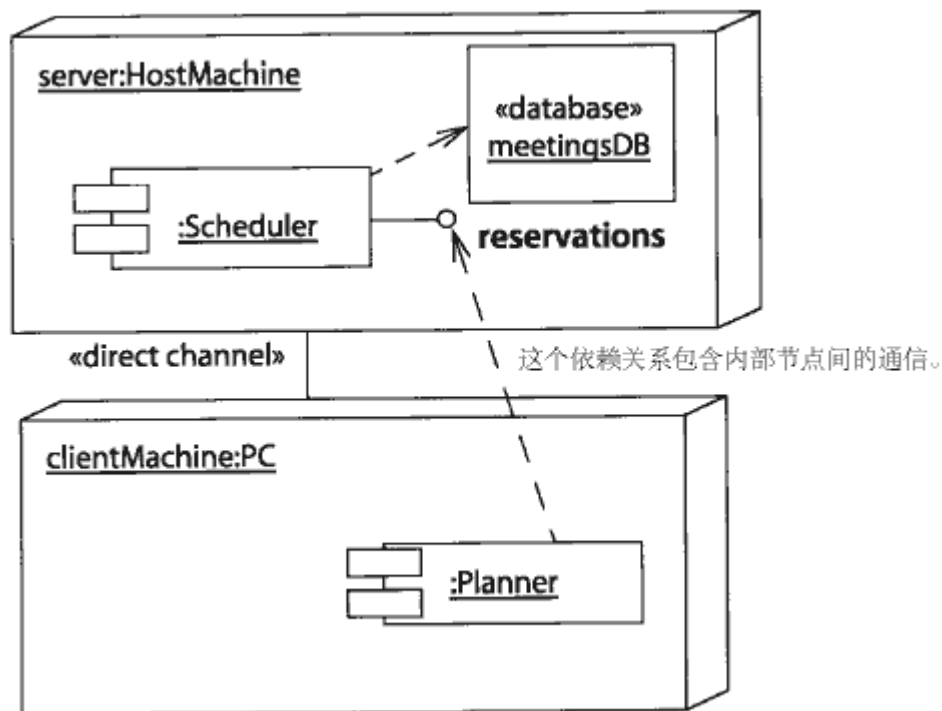 server:HostMachine
«database»
meetingsDB
:Scheduler
reservations
«direct channel»
这个依赖关系包含内部节点间的通信。
clientMachine:PC
:Planner